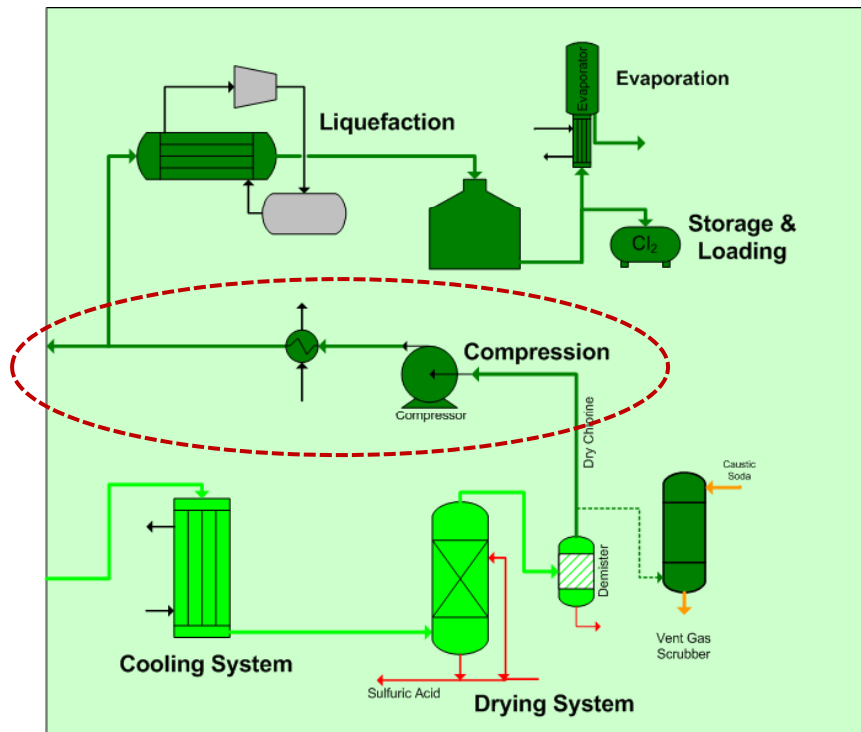 Evaporator
Evaporation
Liquefaction
Storage &
Loading
Cl₂
Compression
Compressor
Dry Chlorine
Caustic
Soda
Demister
Vent Gas
Scrubber
Cooling System
Sulfuric Acid
Drying System